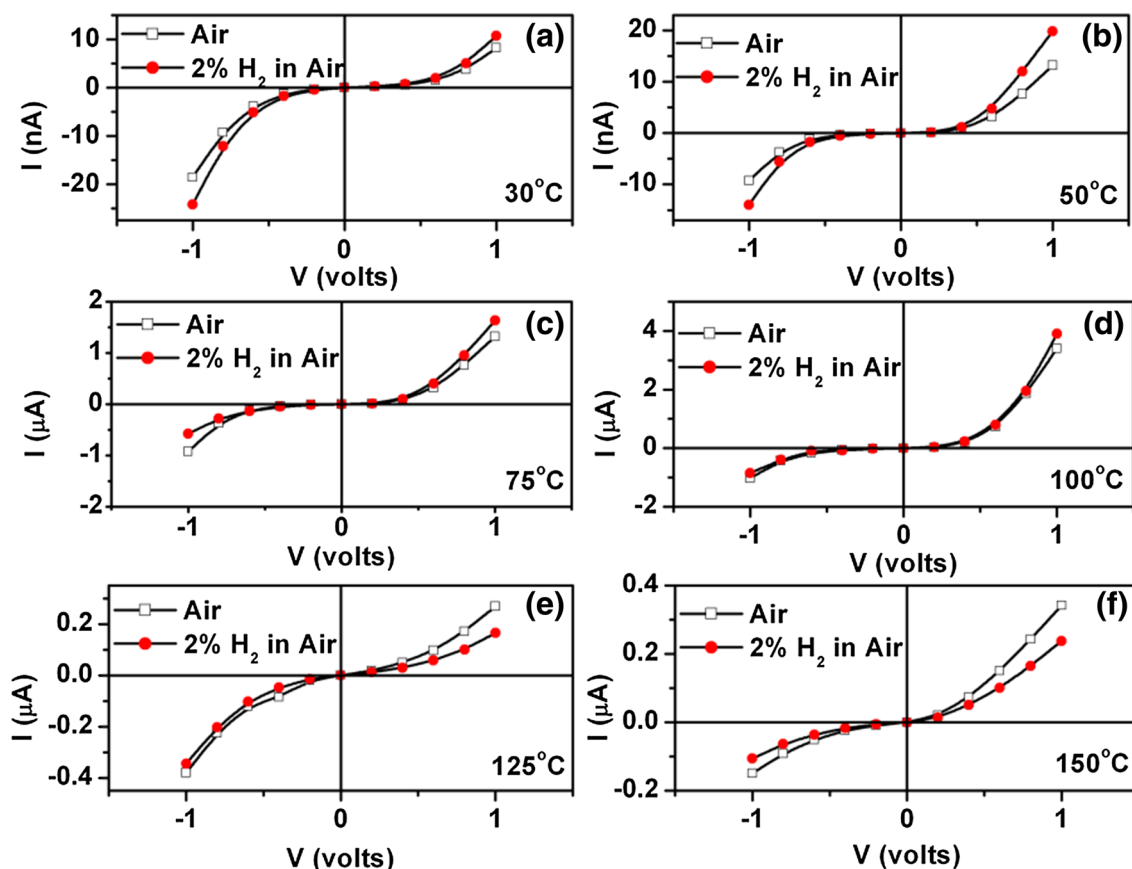 (a)
Air
2% H2 in Air
10
0
-10
-20
I (nA)
30°C
-1
0
1
V (volts)
(b)
Air
2% H2 in Air
20
10
0
-10
I (nA)
50°C
-1
0
1
V (volts)
(c)
Air
2% H2 in Air
2
1
0
-1
-2
I (μA)
75°C
-1
0
1
V (volts)
(d)
Air
2% H2 in Air
4
2
0
-2
I (μA)
100°C
-1
0
1
V (volts)
(e)
Air
2% H2 in Air
0.2
0.0
-0.2
-0.4
I (μA)
125°C
-1
0
1
V (volts)
(f)
Air
2% H2 in Air
0.4
0.2
0.0
-0.2
I (μA)
150°C
-1
0
1
V (volts)